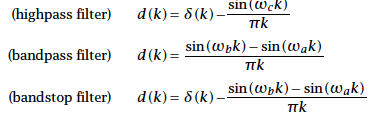 (highpass filter) d(k) = δ(k) − sin(ω_c k) / πk
(bandpass filter) d(k) = sin(ω_b k) − sin(ω_a k) / πk
(bandstop filter) d(k) = δ(k) − sin(ω_b k) − sin(ω_a k) / πk